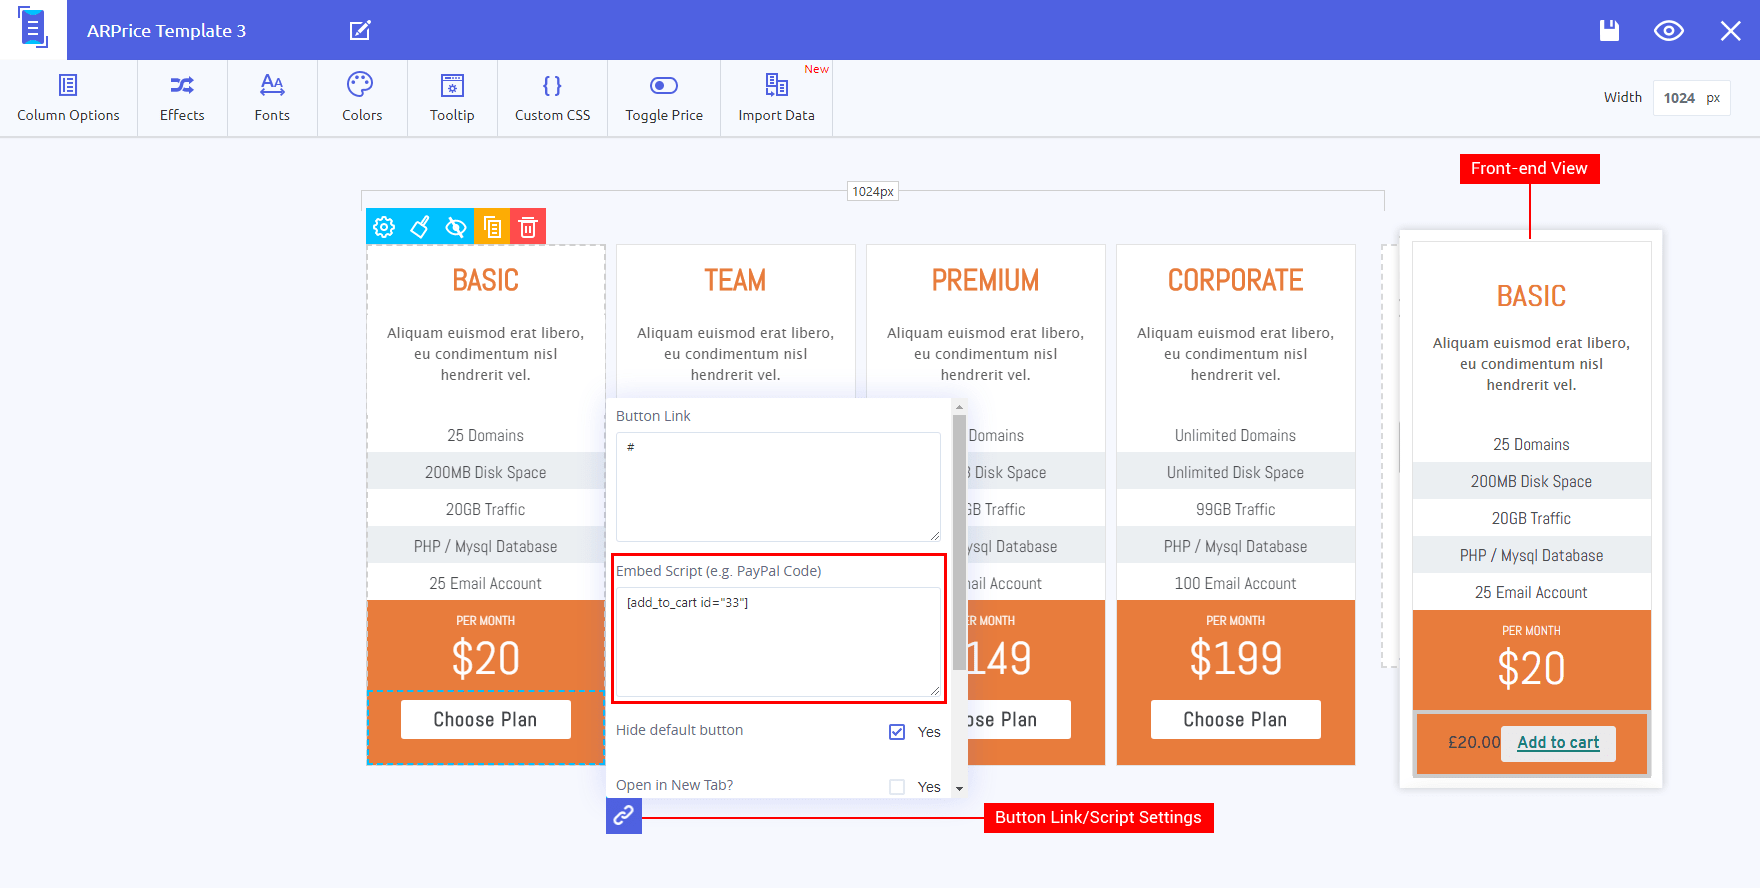 ARPrice Template 3
Column Options
Effects
Fonts
Colors
Tooltip
Custom CSS
Toggle Price
New
Import Data
Width 1024 px
Front-end View
1024px
BASIC
Aliquam euismod erat libero,
eu condimentum nisl
hendrerit vel.
25 Domains
200MB Disk Space
20GB Traffic
PHP / Mysql Database
25 Email Account
PER MONTH
$20
Choose Plan
TEAM
Aliquam euismod erat libero,
eu condimentum nisl
hendrerit vel.
Button Link
#
Embed Script (e.g. PayPal Code)
[add_to_cart id="33"]
Hide default button Yes
Open in New Tab? Yes
Button Link/Script Settings
PREMIUM
Aliquam euismod erat libero,
eu condimentum nisl
hendrerit vel.
Domains
Disk Space
GB Traffic
ysql Database
ail Account
R MONTH
149
ose Plan
CORPORATE
Aliquam euismod erat libero,
eu condimentum nisl
hendrerit vel.
Unlimited Domains
Unlimited Disk Space
99GB Traffic
PHP / Mysql Database
100 Email Account
PER MONTH
$199
Choose Plan
BASIC
Aliquam euismod erat libero,
eu condimentum nisl
hendrerit vel.
25 Domains
200MB Disk Space
20GB Traffic
PHP / Mysql Database
25 Email Account
PER MONTH
$20
£20.00 Add to cart